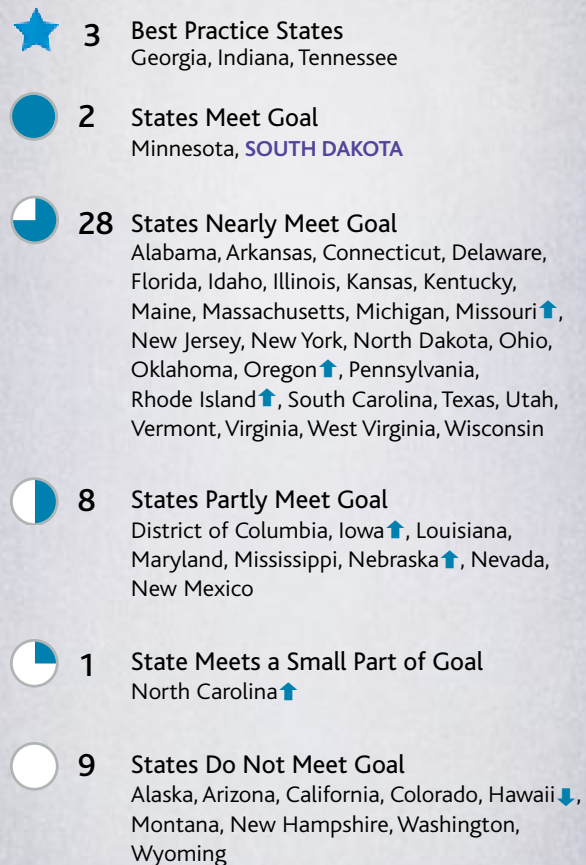 3 Best Practice States
Georgia, Indiana, Tennessee
2 States Meet Goal
Minnesota, SOUTH DAKOTA
28 States Nearly Meet Goal
Alabama, Arkansas, Connecticut, Delaware,
Florida, Idaho, Illinois, Kansas, Kentucky,
Maine, Massachusetts, Michigan, Missouri⬆,
New Jersey, New York, North Dakota, Ohio,
Oklahoma, Oregon⬆, Pennsylvania,
Rhode Island⬆, South Carolina, Texas, Utah,
Vermont, Virginia, West Virginia, Wisconsin
8 States Partly Meet Goal
District of Columbia, Iowa⬆, Louisiana,
Maryland, Mississippi, Nebraska⬆, Nevada,
New Mexico
1 State Meets a Small Part of Goal
North Carolina⬆
9 States Do Not Meet Goal
Alaska, Arizona, California, Colorado, Hawaii⬇,
Montana, New Hampshire, Washington,
Wyoming